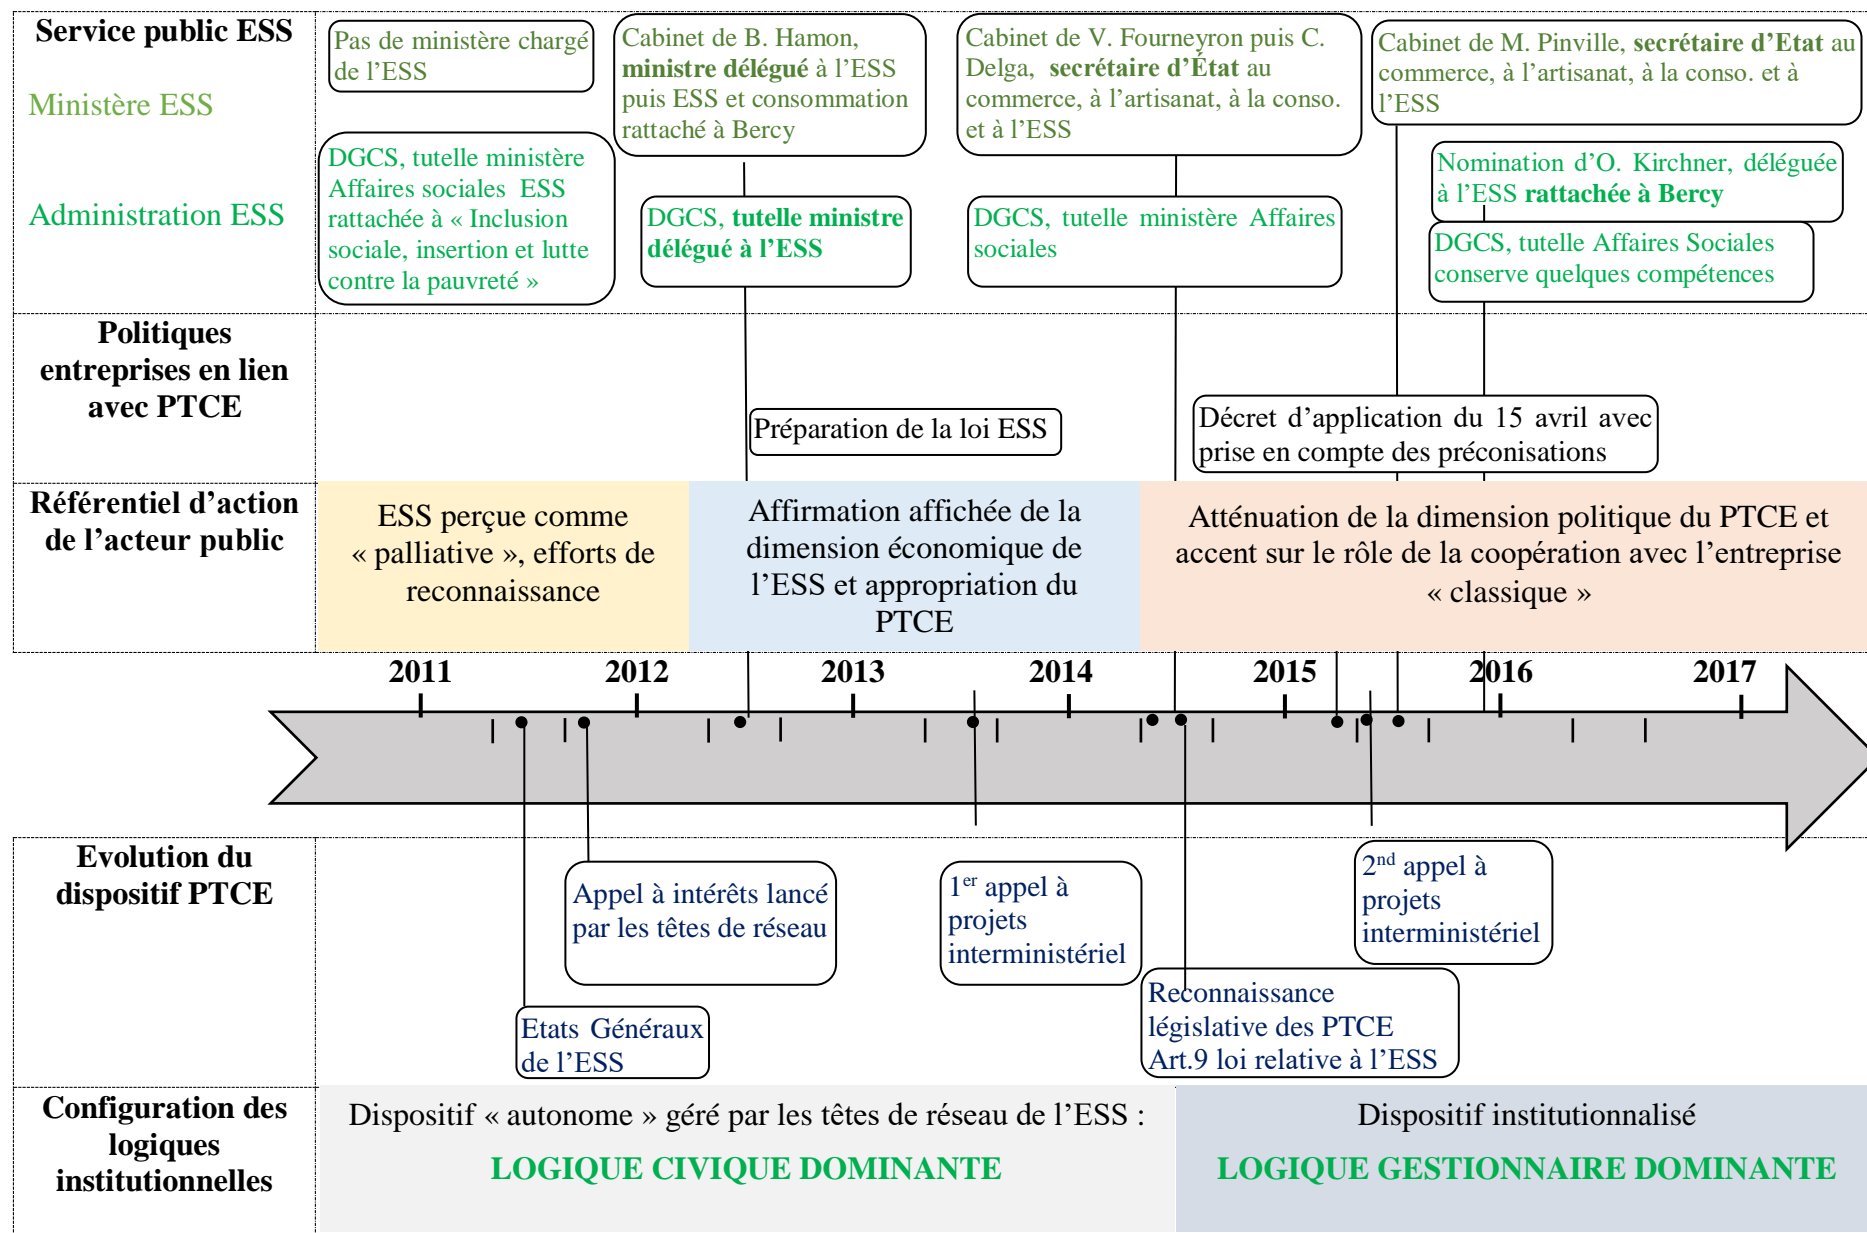 Service public ESS
Ministère ESS
Administration ESS
Pas de ministère chargé
de l’ESS
Cabinet de B. Hamon,
ministre délégué à l’ESS
puis ESS et consommation
rattaché à Bercy
Cabinet de V. Fourneyron puis C.
Delga, secrétaire d’État au
commerce, à l’artisanat, à la conso.
et à l’ESS
Cabinet de M. Pinville, secrétaire d’Etat au
commerce, à l’artisanat, à la conso. et à
l’ESS
DGCS, tutelle ministère
Affaires sociales ESS
rattachée à « Inclusion
sociale, insertion et lutte
contre la pauvreté »
DGCS, tutelle ministre
délégué à l’ESS
DGCS, tutelle ministère Affaires
sociales
Nomination d’O. Kirchner, déléguée
à l’ESS rattachée à Bercy
DGCS, tutelle Affaires Sociales
conserve quelques compétences
Politiques
entreprises en lien
avec PTCE
Préparation de la loi ESS
Décret d’application du 15 avril avec
prise en compte des préconisations
Référentiel d’action
de l’acteur public
ESS perçue comme
« palliative », efforts de
reconnaissance
Affirmation affichée de la
dimension économique de
l’ESS et appropriation du
PTCE
Atténuation de la dimension politique du PTCE et
accent sur le rôle de la coopération avec l’entreprise
« classique »
2011 2012 2013 2014 2015 2016 2017
Evolution du
dispositif PTCE
Appel à intérêts lancé
par les têtes de réseau
Etats Généraux
de l’ESS
1er appel à
projets
interministériel
Reconnaissance
législative des PTCE
Art.9 loi relative à l’ESS
2nd appel à
projets
interministériel
Configuration des
logiques
institutionnelles
Dispositif « autonome » géré par les têtes de réseau de l’ESS :
LOGIQUE CIVIQUE DOMINANTE
Dispositif institutionnalisé
LOGIQUE GESTIONNAIRE DOMINANTE